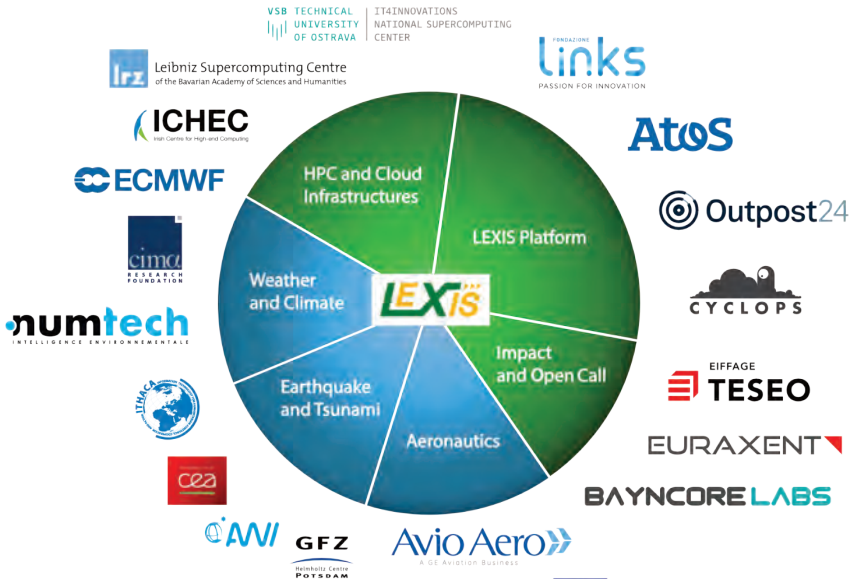 VSB TECHNICAL
UNIVERSITY
OF OSTRAVA
IT4INNOVATIONS
NATIONAL SUPERCOMPUTING
CENTER
lrz
Leibniz Supercomputing Centre
of the Bavarian Academy of Sciences and Humanities
FONDAZIONE
Links
PASSION FOR INNOVATION
ICHEC
Irish Centre for High-end Computing
Atos
ECMWF
HPC and Cloud
Infrastructures
LEXIS Platform
Outpost24
cima
RESEARCH
FOUNDATION
Weather
and Climate
LEXIS
CYCLOPS
numtech
INTELLIGENCE ENVIRONNEMENTALE
Impact
and Open Call
EIFFAGE
TESEO
ITHACA
Earthquake
and Tsunami
Aeronautics
EURAXENT
cea
BAYNCORE LABS
AWI
GFZ
Helmholtz Centre
POTSDAM
Avio Aero
A GE Aviation Business